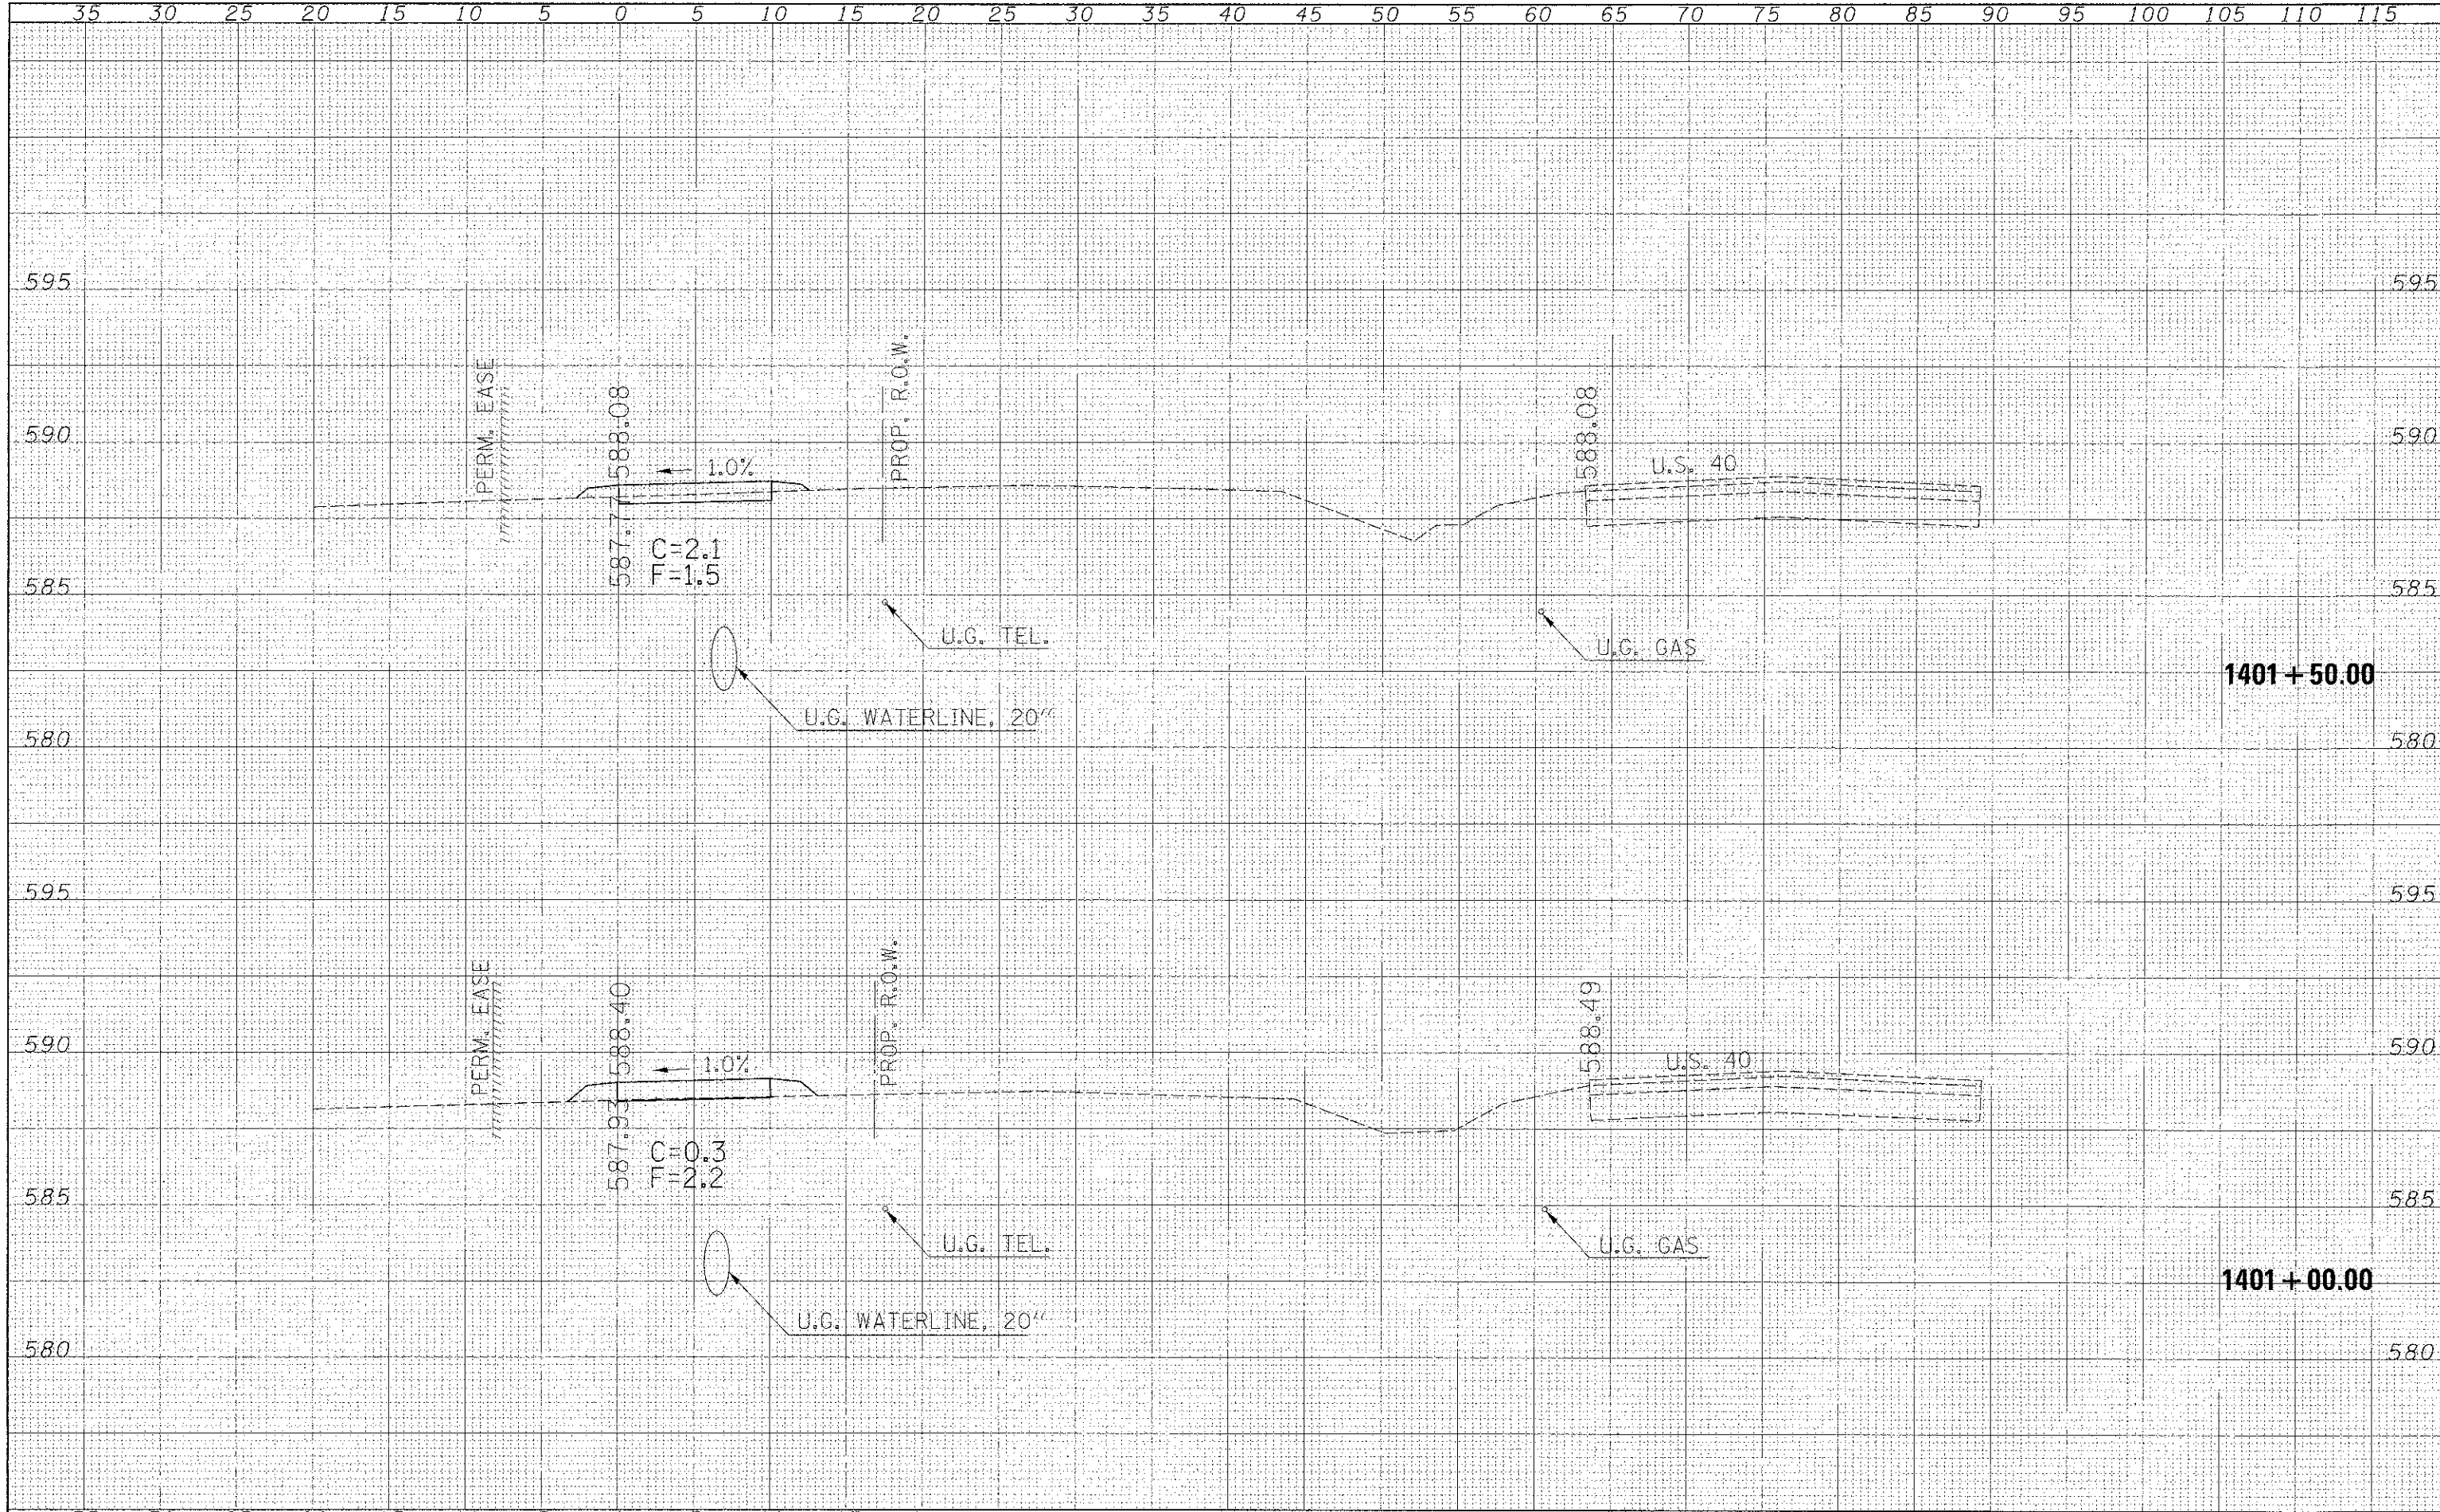 35 30 25 20 15 10 5 0 5 10 15 20 25 30 35 40 45 50 55 60 65 70 75 80 85 90 95 100 105 110 115
595 595
PERM. EASE
588.08
PROP. R.O.W.
588.08
590 590
1.0%
U.S. 40
587.77
C=2.1
F=1.5
585 585
U.G. TEL.
U.G. GAS
1401+50.00
U.G. WATERLINE, 20"
580 580
595 595
PERM. EASE
588.40
PROP. R.O.W.
588.49
590 590
1.0%
U.S. 40
587.93
C=0.3
F=2.2
585 585
U.G. TEL.
U.G. GAS
1401+00.00
U.G. WATERLINE, 20"
580 580